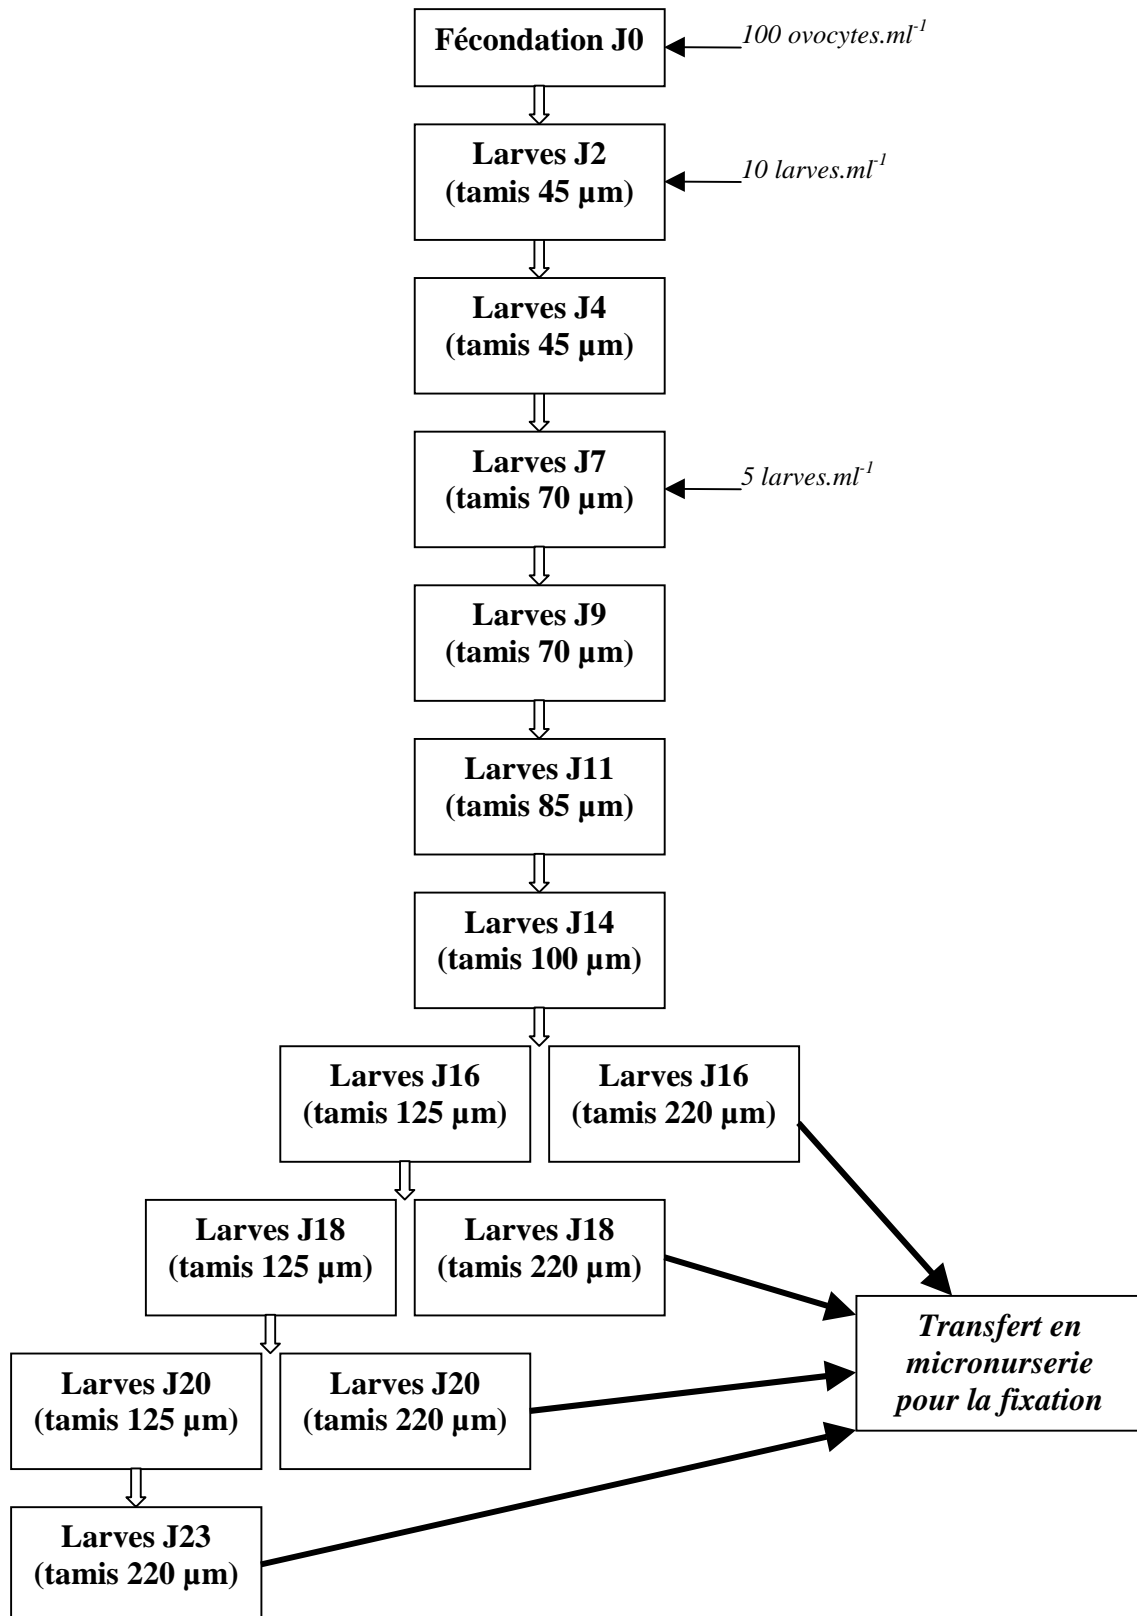 Fécondation J0
100 ovocytes.ml⁻¹
Larves J2
(tamis 45 µm)
10 larves.ml⁻¹
Larves J4
(tamis 45 µm)
Larves J7
(tamis 70 µm)
5 larves.ml⁻¹
Larves J9
(tamis 70 µm)
Larves J11
(tamis 85 µm)
Larves J14
(tamis 100 µm)
Larves J16
(tamis 125 µm)
Larves J16
(tamis 220 µm)
Larves J18
(tamis 125 µm)
Larves J18
(tamis 220 µm)
Transfert en
micronurserie
pour la fixation
Larves J20
(tamis 125 µm)
Larves J20
(tamis 220 µm)
Larves J23
(tamis 220 µm)